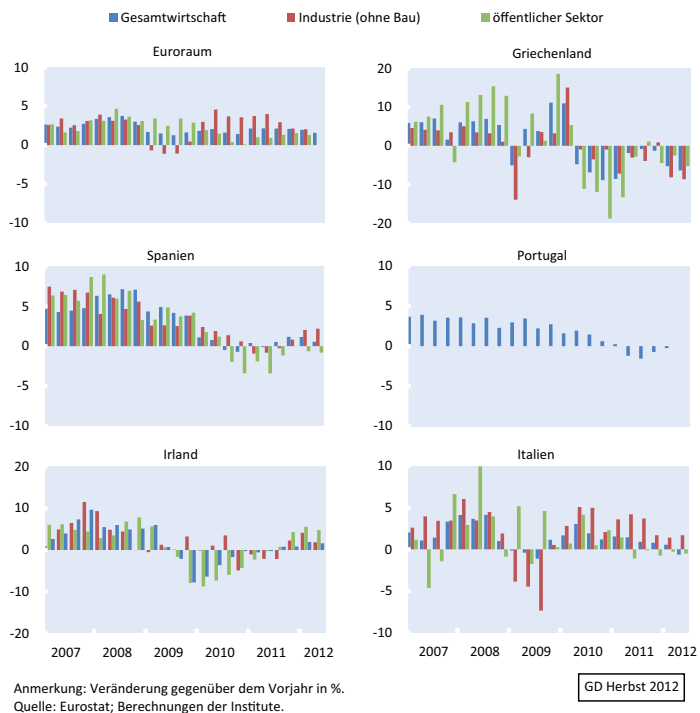 Gesamtwirtschaft Industrie (ohne Bau) öffentlicher Sektor
Euroraum
10
5
0
-5
-10
Griechenland
20
10
0
-10
-20
Spanien
10
5
0
-5
-10
Portugal
10
5
0
-5
-10
Irland
20
10
0
-10
-20
2007 2008 2009 2010 2011 2012
Italien
10
5
0
-5
-10
2007 2008 2009 2010 2011 2012
Anmerkung: Veränderung gegenüber dem Vorjahr in %.
Quelle: Eurostat; Berechnungen der Institute.
GD Herbst 2012